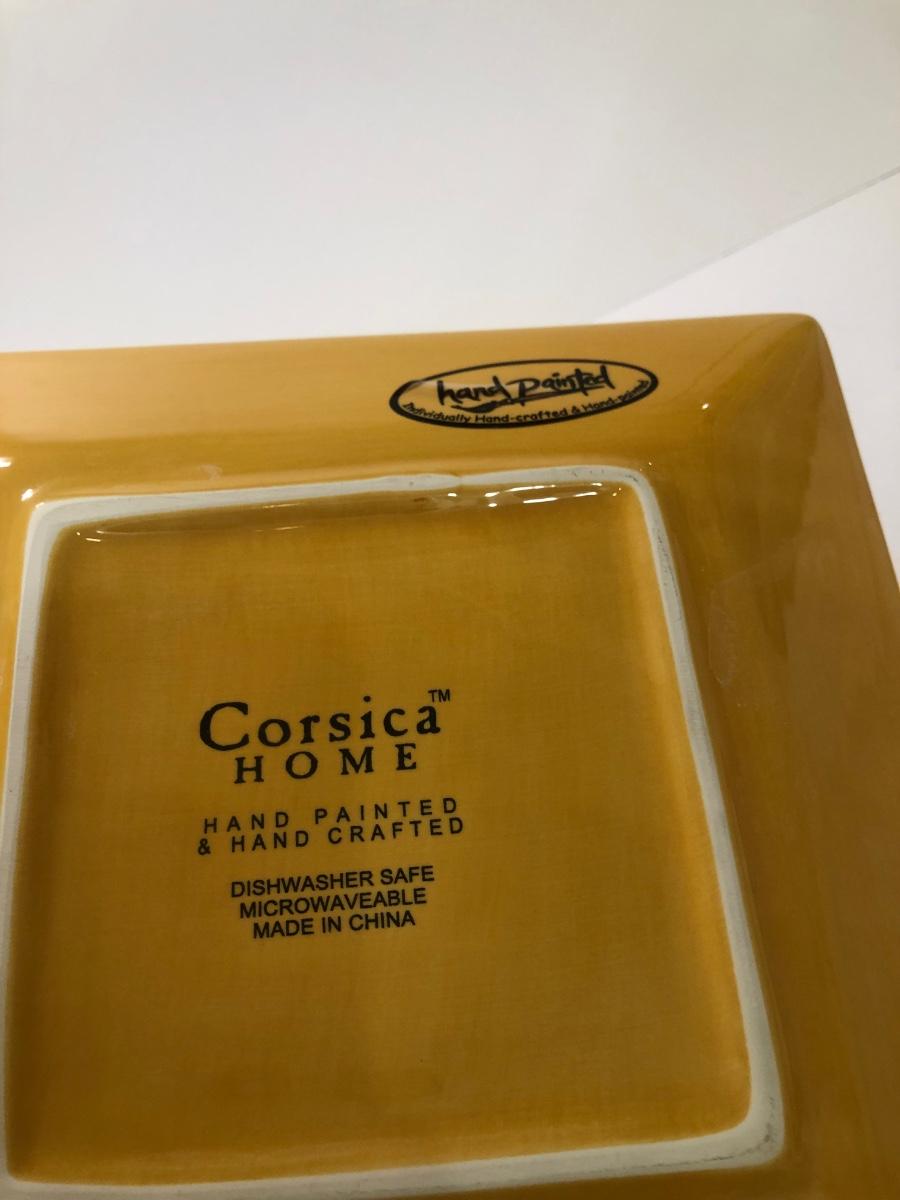 hand Painted
Individually Hand-crafted & Hand-painted
Corsica™
HOME
HAND PAINTED
& HAND CRAFTED
DISHWASHER SAFE
MICROWAVEABLE
MADE IN CHINA